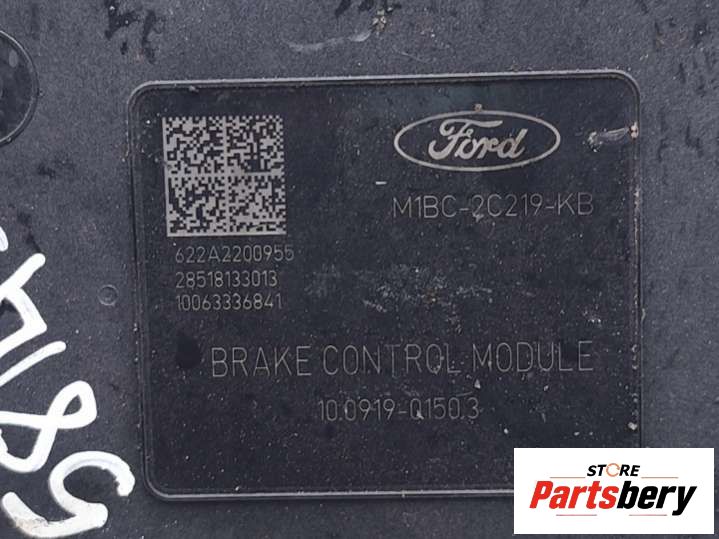 Ford
M1BC-2C219-KB
622A2200955
28518133013
10063336841
BRAKE CONTROL MODULE
10.0919-0150.3
STORE
Partsbery